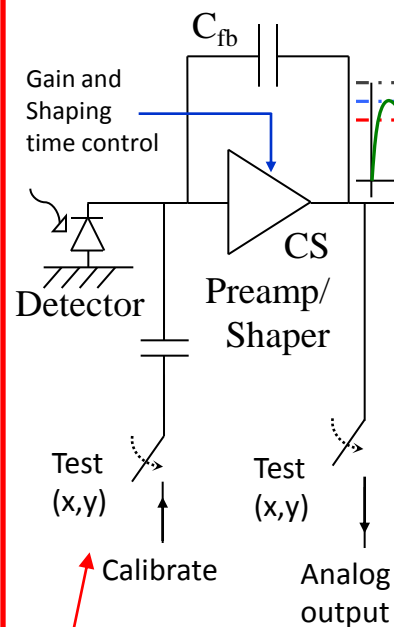 C_fb
Gain and
Shaping
time control
CS
Detector
Preamp/
Shaper
Test
(x,y)
Test
(x,y)
Calibrate
Analog
output